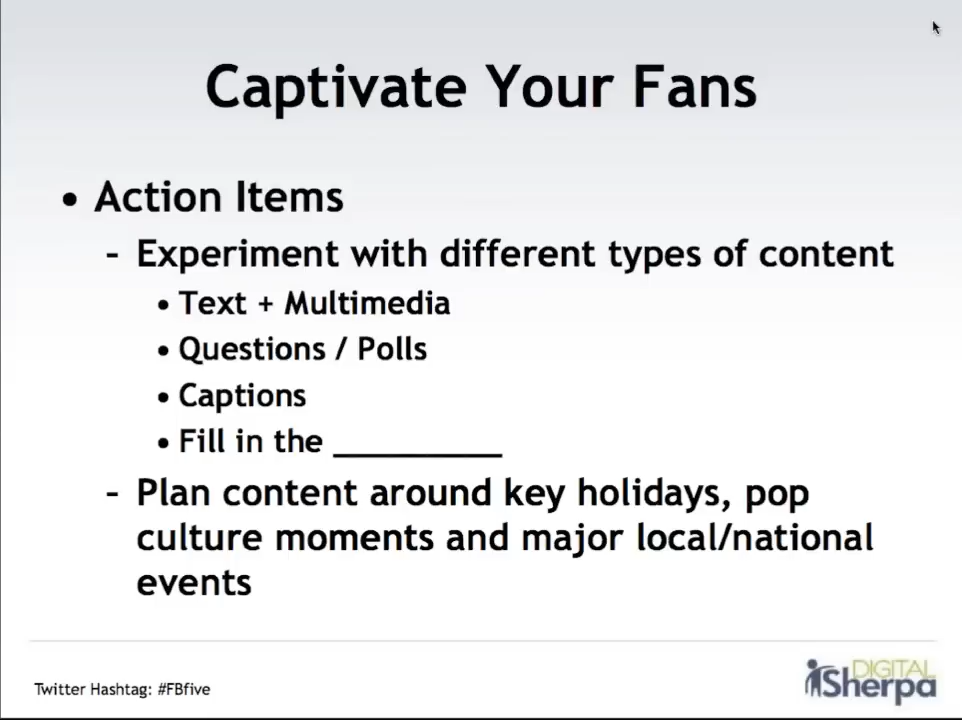 Captivate Your Fans
• Action Items
– Experiment with different types of content
• Text + Multimedia
• Questions / Polls
• Captions
• Fill in the __________
– Plan content around key holidays, pop
culture moments and major local/national
events
Twitter Hashtag: #FBfive
DIGITAL
Sherpa